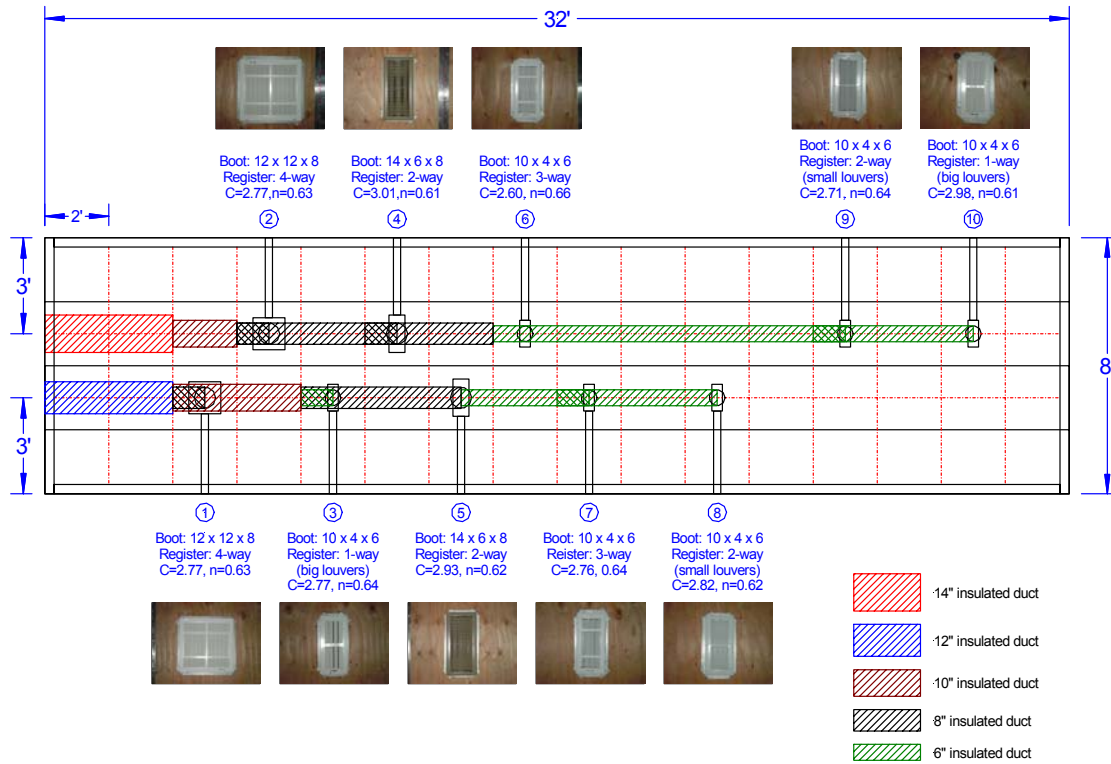 32'
Boot: 12 x 12 x 8
Register: 4-way
C=2.77,n=0.63
2
Boot: 14 x 6 x 8
Register: 2-way
C=3.01,n=0.61
4
Boot: 10 x 4 x 6
Register: 3-way
C=2.60, n=0.66
6
Boot: 10 x 4 x 6
Register: 2-way
(small louvers)
C=2.71, n=0.64
9
Boot: 10 x 4 x 6
Register: 1-way
(big louvers)
C=2.98, n=0.61
10
2'
3'
3'
8
1
Boot: 12 x 12 x 8
Register: 4-way
C=2.77, n=0.63
3
Boot: 10 x 4 x 6
Register: 1-way
(big louvers)
C=2.77, n=0.64
5
Boot: 14 x 6 x 8
Register: 2-way
C=2.93, n=0.62
7
Boot: 10 x 4 x 6
Reister: 3-way
C=2.76, 0.64
8
Boot: 10 x 4 x 6
Register: 2-way
(small louvers)
C=2.82, n=0.62
14" insulated duct
12" insulated duct
10" insulated duct
8" insulated duct
6" insulated duct